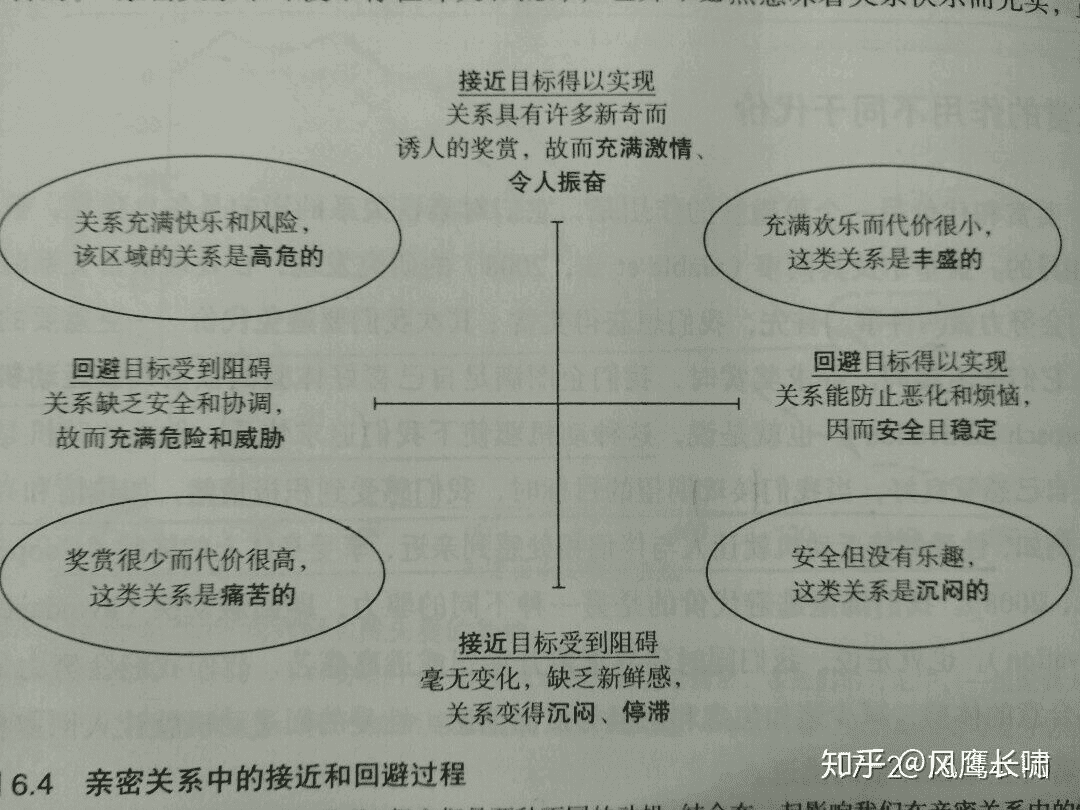 接近目标得以实现
关系具有许多新奇而
诱人的奖赏，故而充满激情、
令人振奋
关系充满快乐和风险，
该区域的关系是高危的
充满欢乐而代价很小，
这类关系是丰盛的
回避目标受到阻碍
关系缺乏安全和协调，
故而充满危险和威胁
回避目标得以实现
关系能防止恶化和烦恼，
因而安全且稳定
奖赏很少而代价很高，
这类关系是痛苦的
安全但没有乐趣，
这类关系是沉闷的
接近目标受到阻碍
毫无变化，缺乏新鲜感，
关系变得沉闷、停滞
6.4 亲密关系中的接近和回避过程
知乎 @风鹰长啸